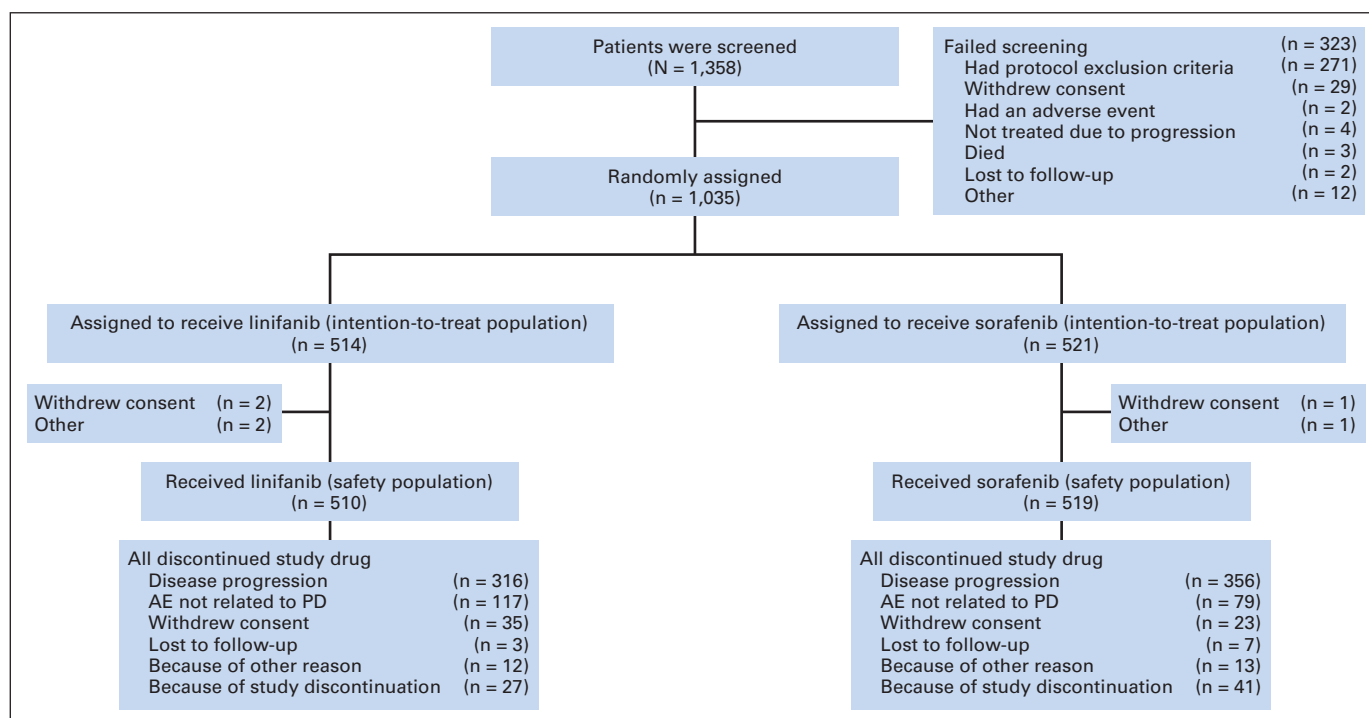 Patients were screened
(N = 1,358)
Failed screening (n = 323)
Had protocol exclusion criteria (n = 271)
Withdrew consent (n = 29)
Had an adverse event (n = 2)
Not treated due to progression (n = 4)
Died (n = 3)
Lost to follow-up (n = 2)
Other (n = 12)
Randomly assigned
(n = 1,035)
Assigned to receive linifanib (intention-to-treat population)
(n = 514)
Assigned to receive sorafenib (intention-to-treat population)
(n = 521)
Withdrew consent (n = 2)
Other (n = 2)
Withdrew consent (n = 1)
Other (n = 1)
Received linifanib (safety population)
(n = 510)
Received sorafenib (safety population)
(n = 519)
All discontinued study drug
Disease progression (n = 316)
AE not related to PD (n = 117)
Withdrew consent (n = 35)
Lost to follow-up (n = 3)
Because of other reason (n = 12)
Because of study discontinuation (n = 27)
All discontinued study drug
Disease progression (n = 356)
AE not related to PD (n = 79)
Withdrew consent (n = 23)
Lost to follow-up (n = 7)
Because of other reason (n = 13)
Because of study discontinuation (n = 41)